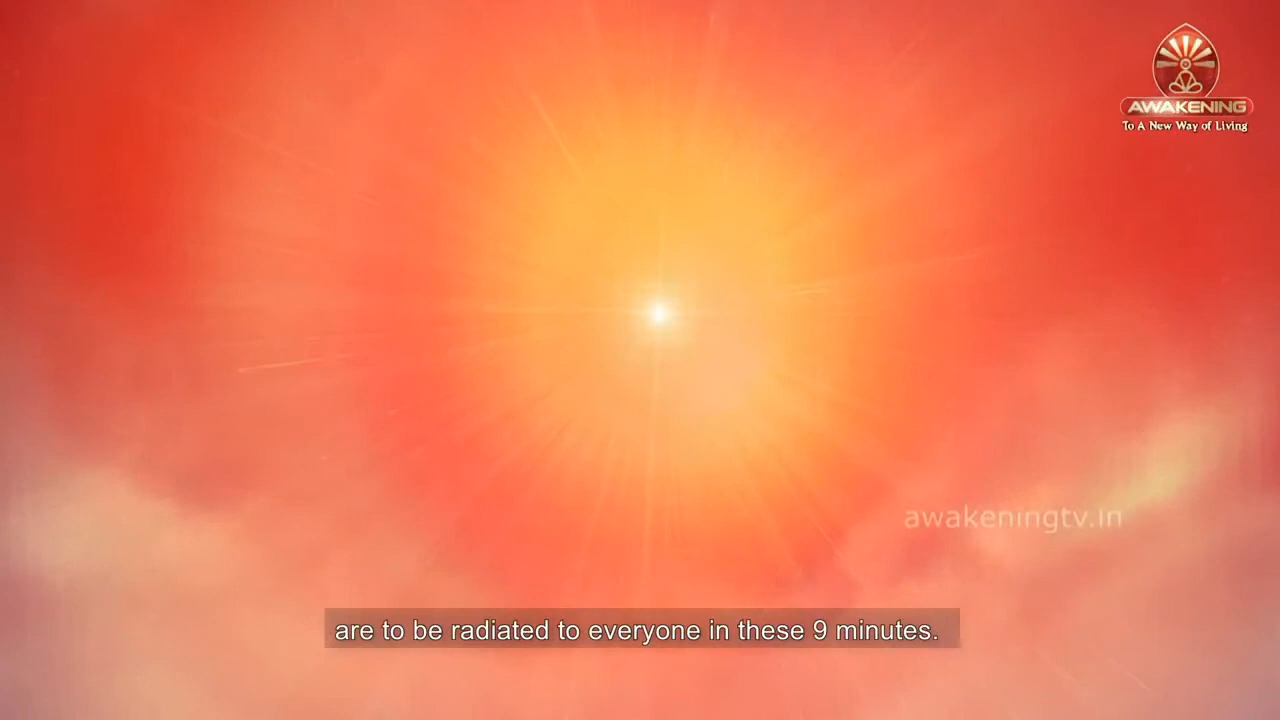 AWAKENING
To A New Way of Living
awakeningtv.in
are to be radiated to everyone in these 9 minutes.